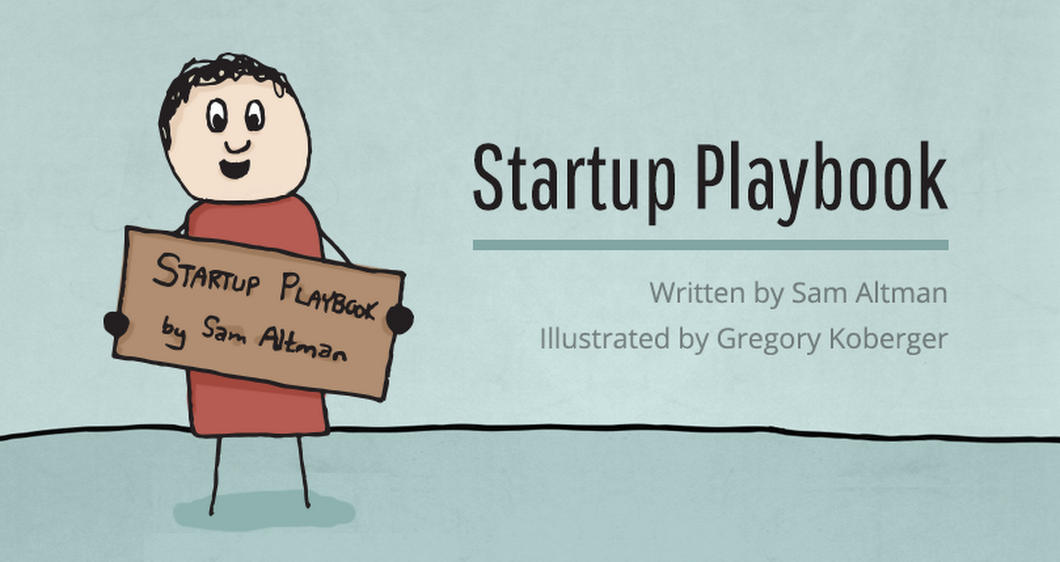 STARTUP PLAYBOOK
by Sam Altman
Startup Playbook
Written by Sam Altman
Illustrated by Gregory Koberger